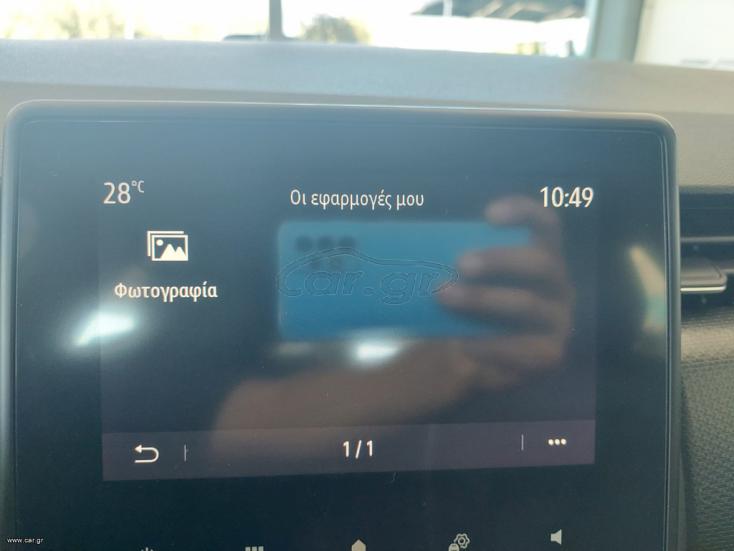 28°C
Οι εφαρμογές μου
10:49
Φωτογραφία
car.gr
1/1
www.car.gr